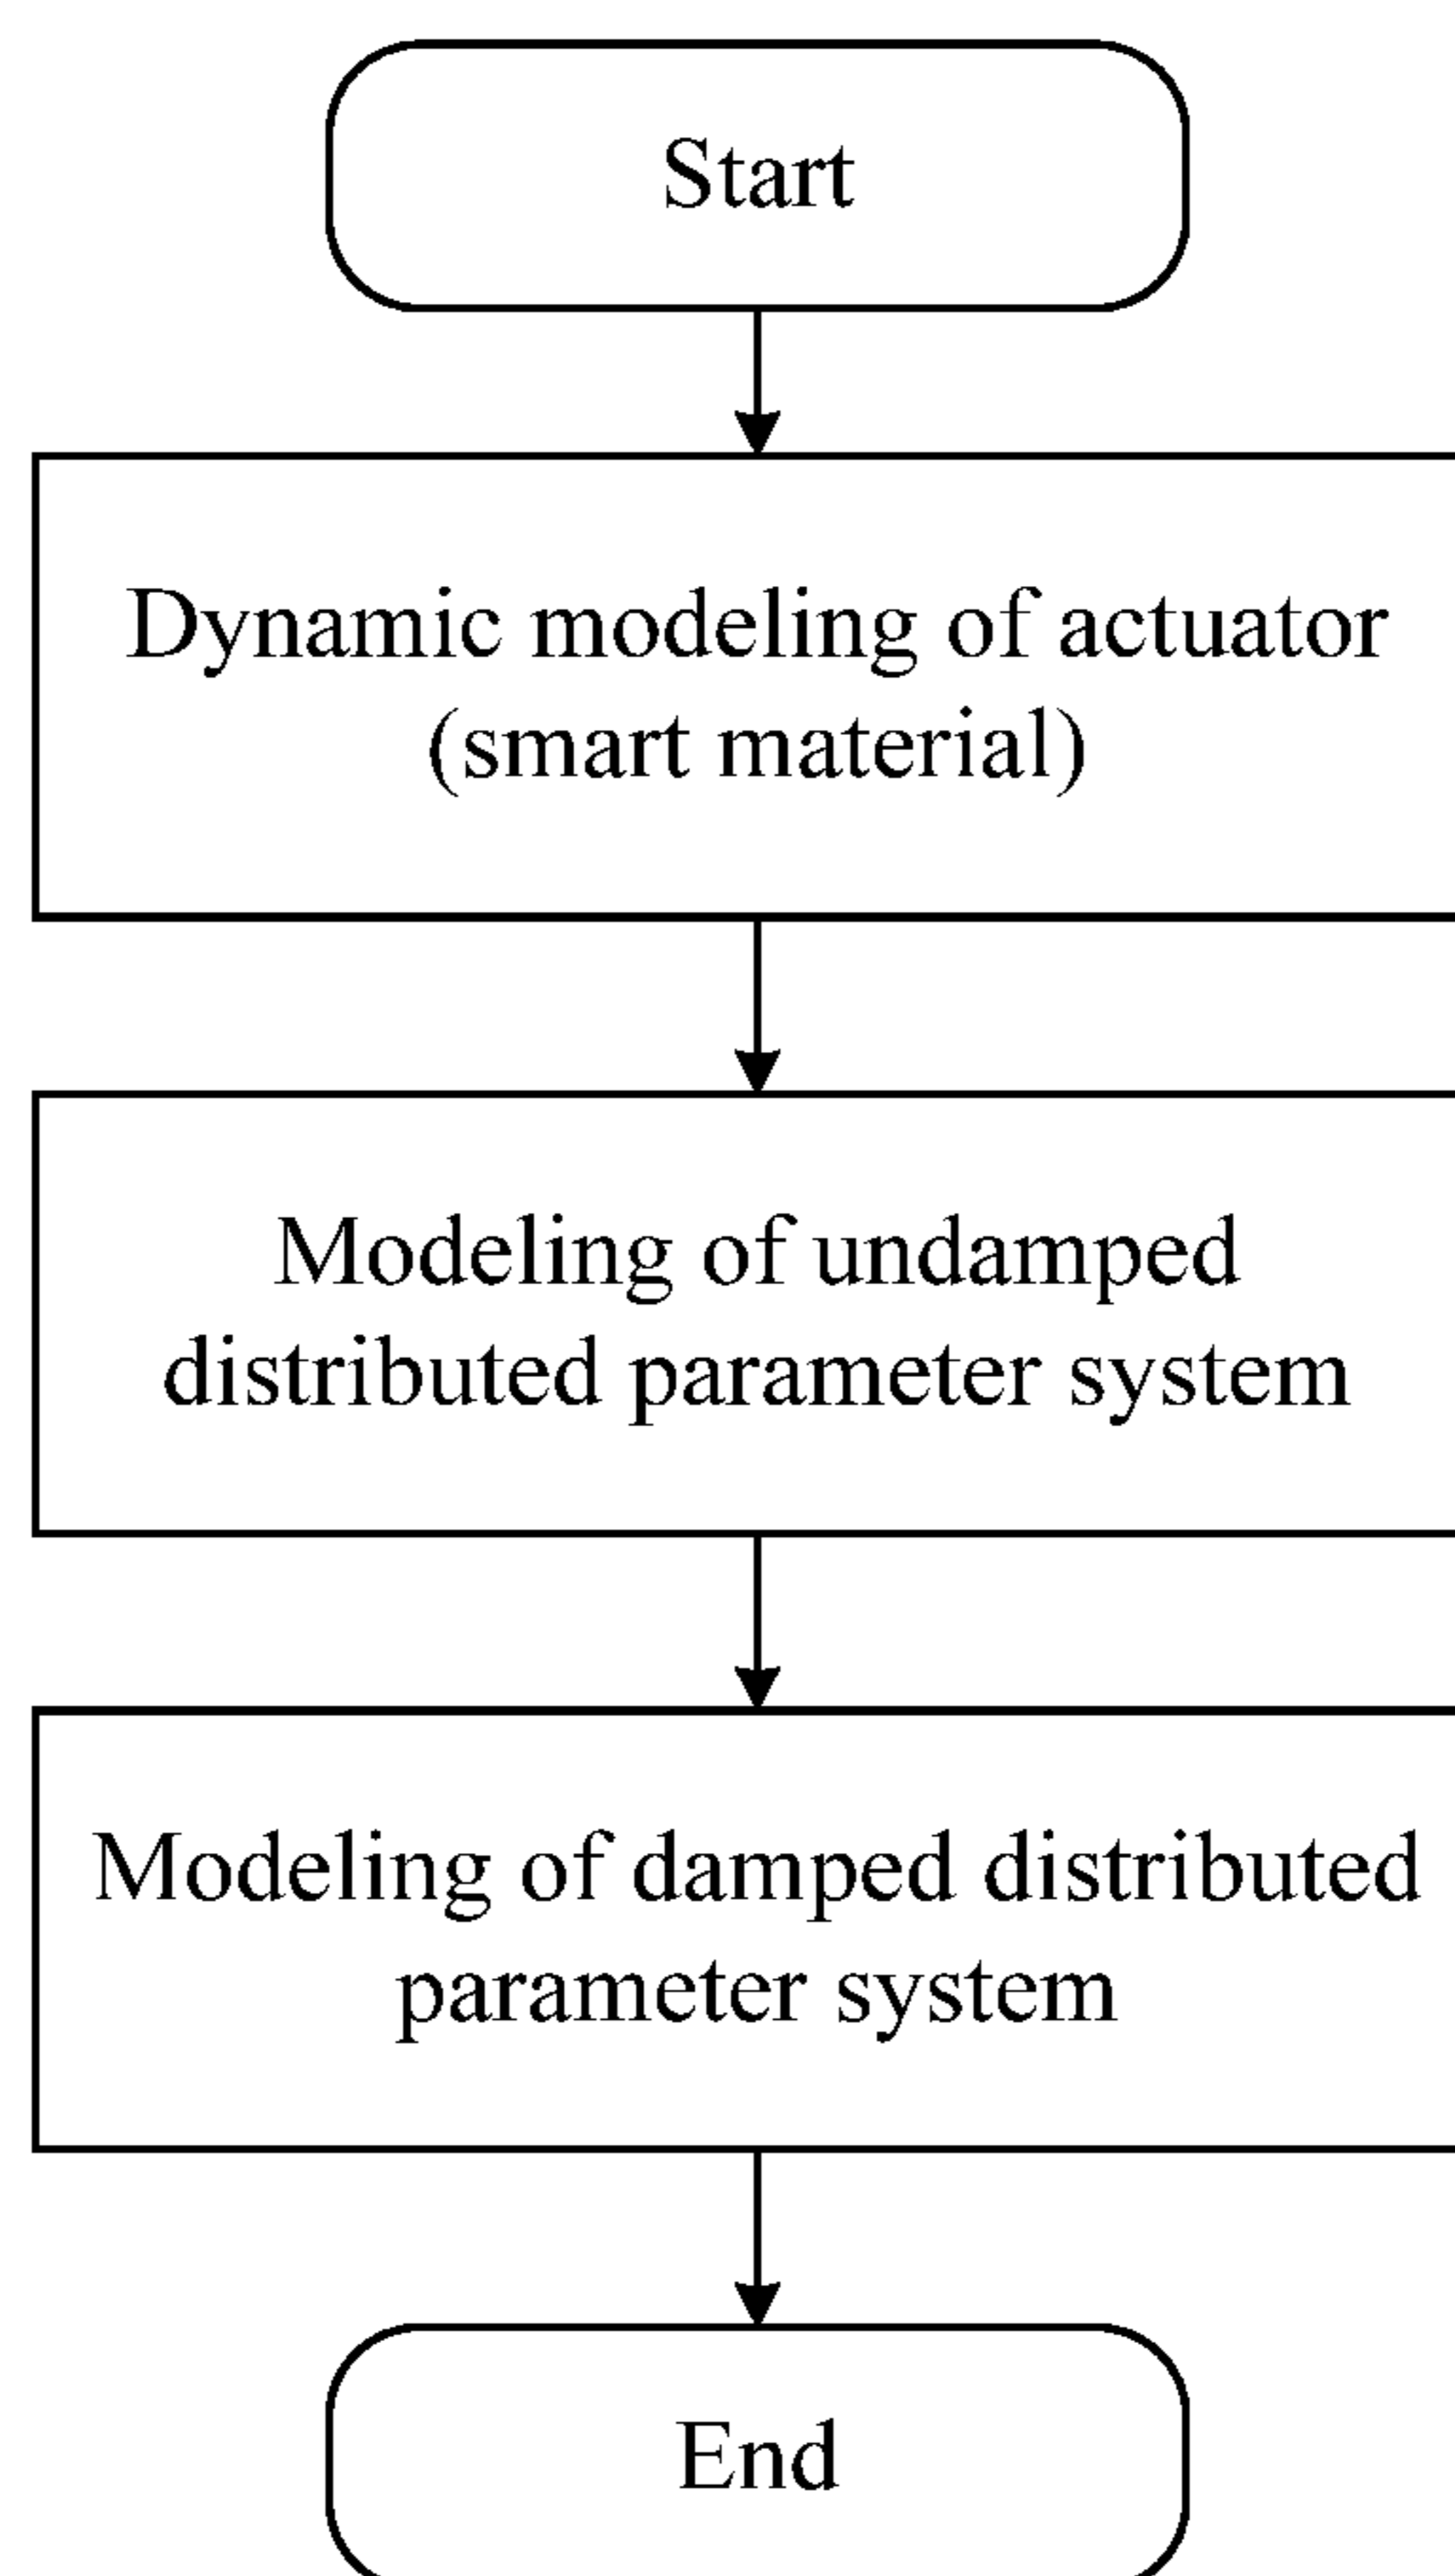 Start
Dynamic modeling of actuator
(smart material)
Modeling of undamped
distributed parameter system
Modeling of damped distributed
parameter system
End